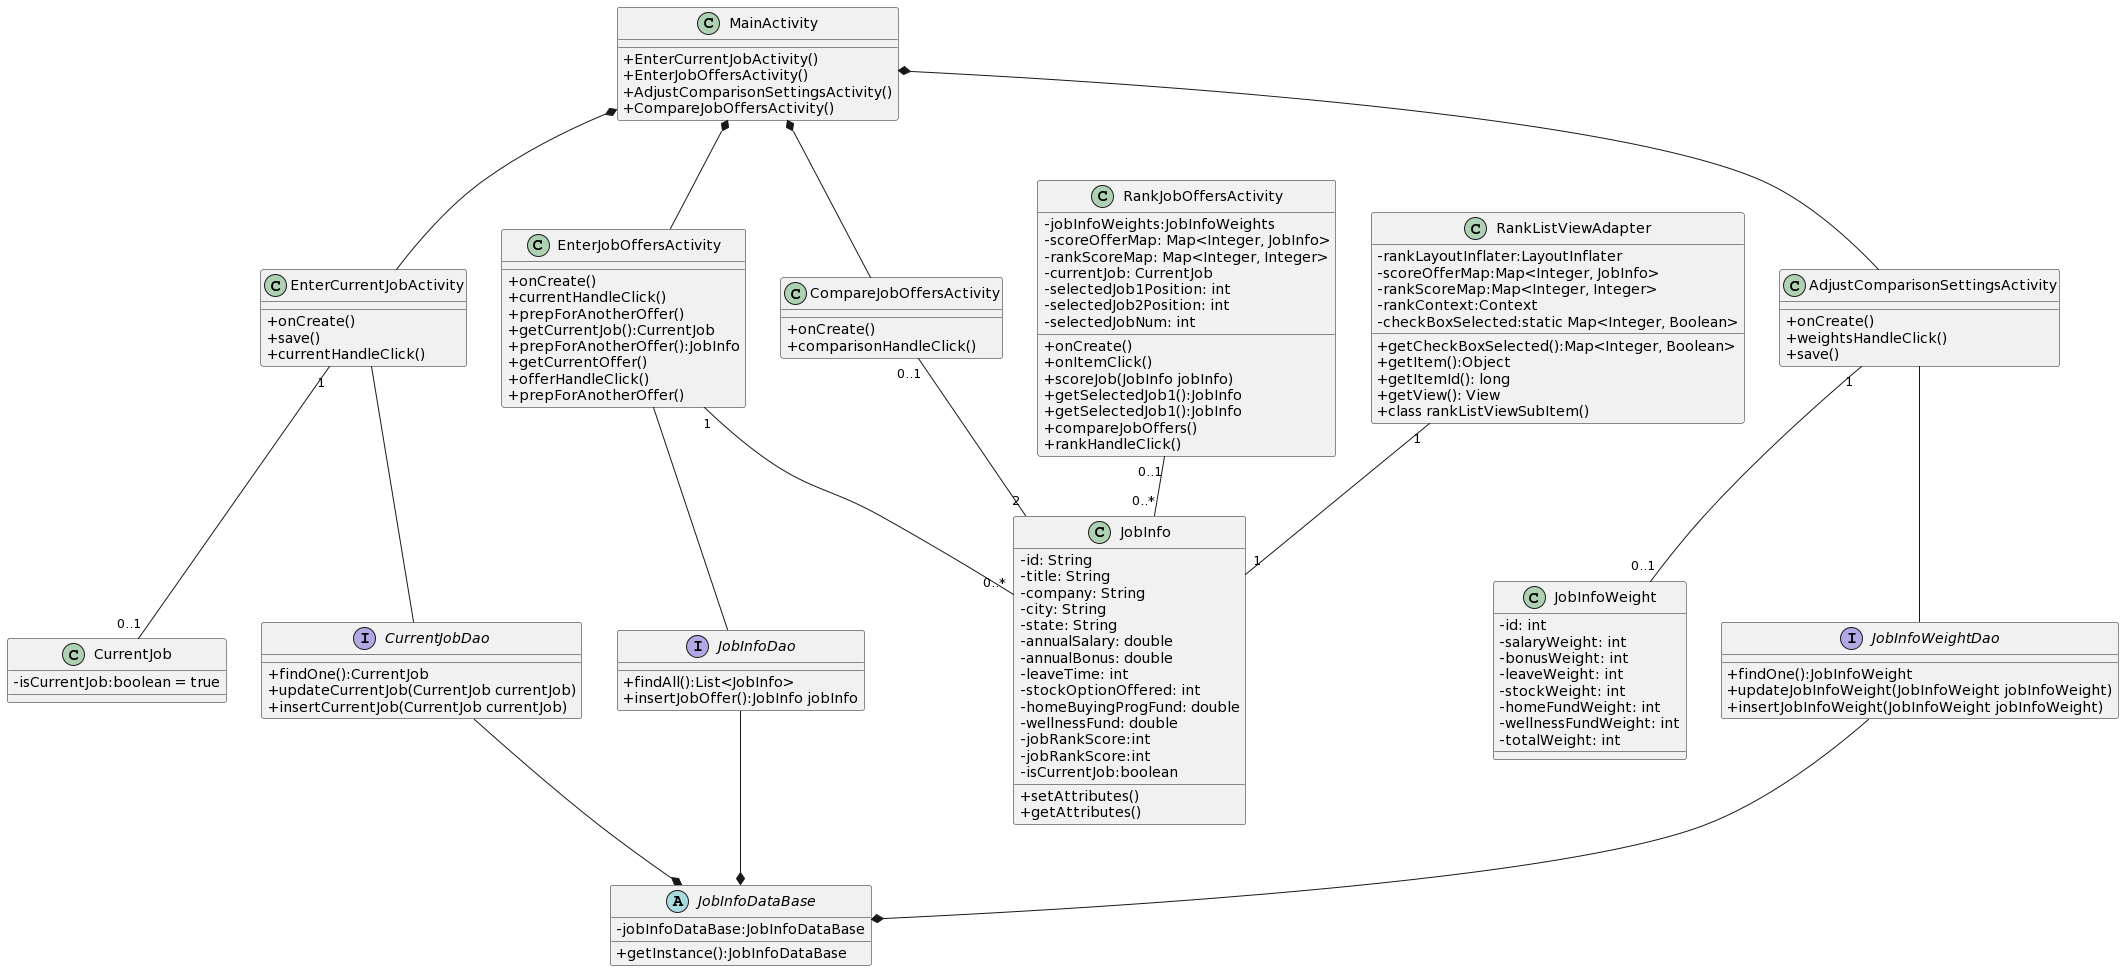 C MainActivity
+EnterCurrentJobActivity()
+EnterJobOffersActivity()
+AdjustComparisonSettingsActivity()
+CompareJobOffersActivity()
C RankJobOffersActivity
-jobInfoWeights:JobInfoWeights
-scoreOfferMap: Map<Integer, JobInfo>
-rankScoreMap: Map<Integer, Integer>
-currentJob: CurrentJob
-selectedJob1Position: int
-selectedJob2Position: int
-selectedJobNum: int
+onCreate()
+onItemClick()
+scoreJob(JobInfo jobInfo)
+getSelectedJob1():JobInfo
+getSelectedJob1():JobInfo
+compareJobOffers()
+rankHandleClick()
C RankListViewAdapter
-rankLayoutInflater:LayoutInflater
-scoreOfferMap:Map<Integer, JobInfo>
-rankScoreMap:Map<Integer, Integer>
-rankContext:Context
-checkBoxSelected:static Map<Integer, Boolean>
+getCheckBoxSelected():Map<Integer, Boolean>
+getItem():Object
+getItemId(): long
+getView(): View
+class rankListViewSubItem()
C EnterJobOffersActivity
+onCreate()
+currentHandleClick()
+prepForAnotherOffer()
+getCurrentJob():CurrentJob
+prepForAnotherOffer():JobInfo
+getCurrentOffer()
+offerHandleClick()
+prepForAnotherOffer()
C EnterCurrentJobActivity
+onCreate()
+save()
+currentHandleClick()
C CompareJobOffersActivity
+onCreate()
+comparisonHandleClick()
C AdjustComparisonSettingsActivity
+onCreate()
+weightsHandleClick()
+save()
1
0..1
1
0..1
1
1
0..1
2
0..*
0..*
1
0..1
C CurrentJob
-isCurrentJob:boolean = true
I CurrentJobDao
+findOne():CurrentJob
+updateCurrentJob(CurrentJob currentJob)
+insertCurrentJob(CurrentJob currentJob)
I JobInfoDao
+findAll():List<JobInfo>
+insertJobOffer():JobInfo jobInfo
C JobInfo
-id: String
-title: String
-company: String
-city: String
-state: String
-annualSalary: double
-annualBonus: double
-leaveTime: int
-stockOptionOffered: int
-homeBuyingProgFund: double
-wellnessFund: double
-jobRankScore:int
-jobRankScore:int
-isCurrentJob:boolean
+setAttributes()
+getAttributes()
C JobInfoWeight
-id: int
-salaryWeight: int
-bonusWeight: int
-leaveWeight: int
-stockWeight: int
-homeFundWeight: int
-wellnessFundWeight: int
-totalWeight: int
I JobInfoWeightDao
+findOne():JobInfoWeight
+updateJobInfoWeight(JobInfoWeight jobInfoWeight)
+insertJobInfoWeight(JobInfoWeight jobInfoWeight)
A JobInfoDataBase
-jobInfoDataBase:JobInfoDataBase
+getInstance():JobInfoDataBase